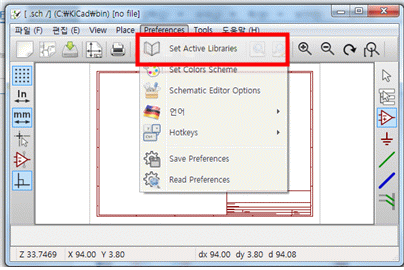 [ .sch /] (C:₩KiCad₩bin) [no file]
파일 (F) 편집 (E) View Place Preferences Tools 도움말 (H)
Set Active Libraries
Set Colors Scheme
Schematic Editor Options
언어
Hotkeys
Save Preferences
Read Preferences
In
mm
Z 33.7469 X 94.00 Y 3.80 dx 94.00 dy 3.80 d 94.08